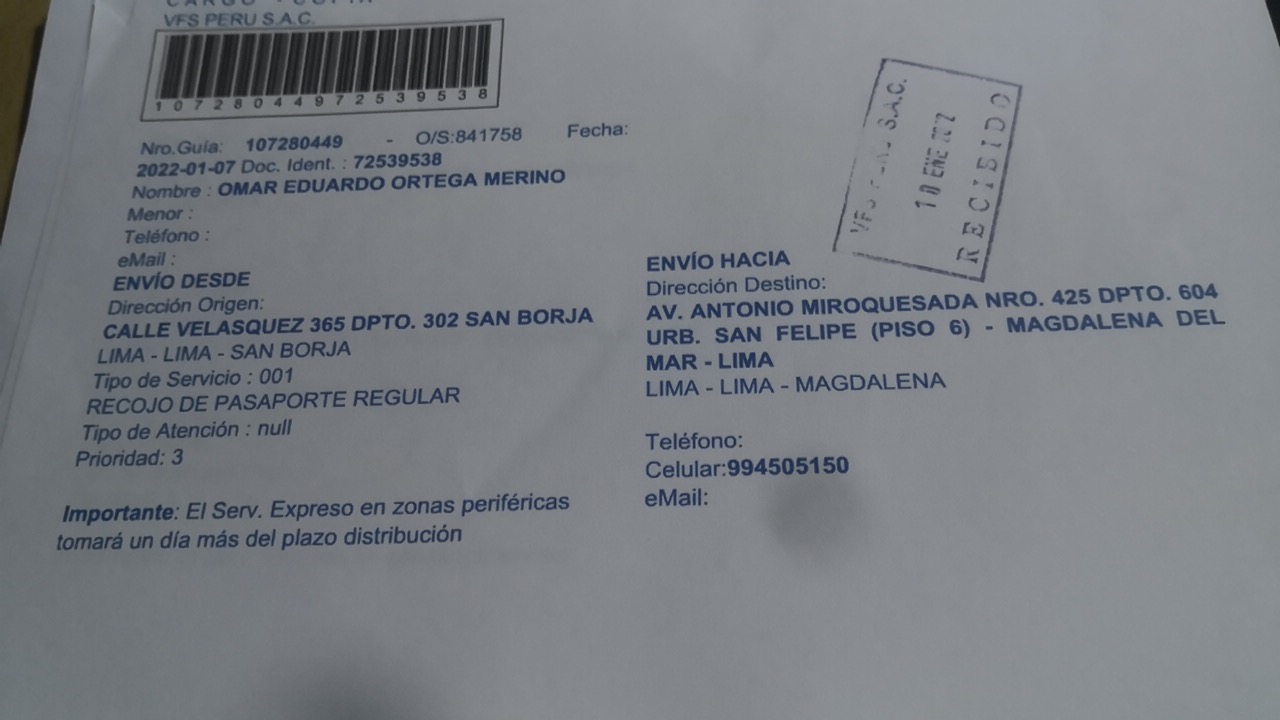 CARGO - COPIA
VFS PERU S.A.C.
10728044972539538
Nro.Guía: 107280449 - O/S:841758 Fecha:
2022-01-07 Doc. Ident. : 72539538
Nombre : OMAR EDUARDO ORTEGA MERINO
Menor :
Teléfono :
eMail :
ENVÍO DESDE
Dirección Origen:
CALLE VELASQUEZ 365 DPTO. 302 SAN BORJA
LIMA - LIMA - SAN BORJA
Tipo de Servicio : 001
RECOJO DE PASAPORTE REGULAR
Tipo de Atención : null
Prioridad: 3
Importante: El Serv. Expreso en zonas periféricas
tomará un día más del plazo distribución
VFS S.A.C.
10 ENE
RECIBIDO
ENVÍO HACIA
Dirección Destino:
AV. ANTONIO MIROQUESADA NRO. 425 DPTO. 604
URB. SAN FELIPE (PISO 6) - MAGDALENA DEL
MAR - LIMA
LIMA - LIMA - MAGDALENA
Teléfono:
Celular:994505150
eMail: